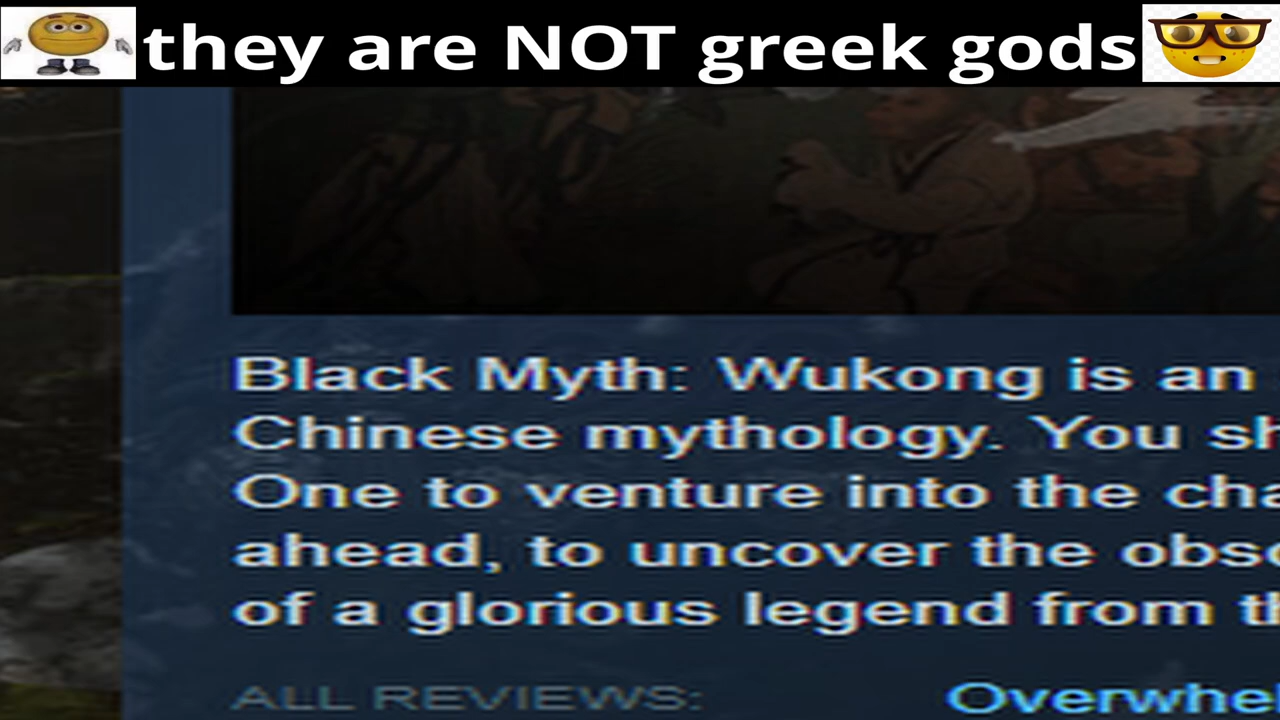 they are NOT greek gods
Black Myth: Wukong is an
Chinese mythology. You sh
One to venture into the cha
ahead, to uncover the obsc
of a glorious legend from th
ALL REVIEWS:
Overwhel